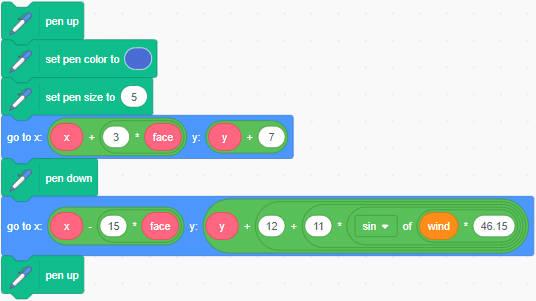 pen up
set pen color to
set pen size to 5
go to x: x + 3 * face y: y + 7
pen down
go to x: x - 15 * face y: y + 12 + 11 * sin of wind * 46.15
pen up